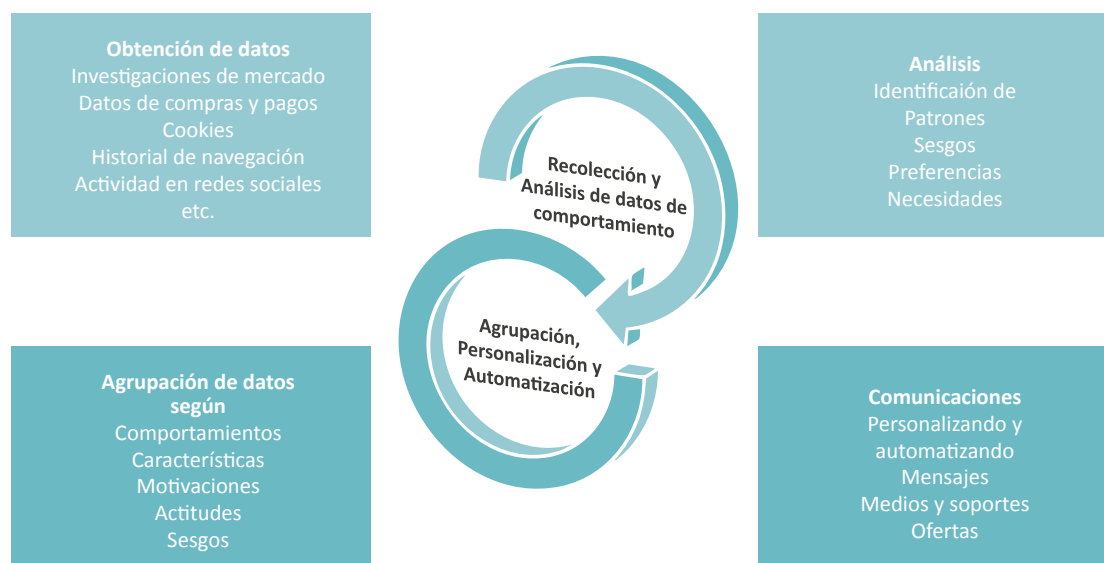 Obtención de datos
Investigaciones de mercado
Datos de compras y pagos
Cookies
Historial de navegación
Actividad en redes sociales
etc.
Recolección y
Análisis de datos de
comportamiento
Análisis
Identificaión de
Patrones
Sesgos
Preferencias
Necesidades
Agrupación de datos
según
Comportamientos
Característícas
Motivaciones
Actitudes
Sesgos
Agrupación,
Personalización y
Automatización
Comunicaciones
Personalizando y
automatizando
Mensajes
Medios y soportes
Ofertas